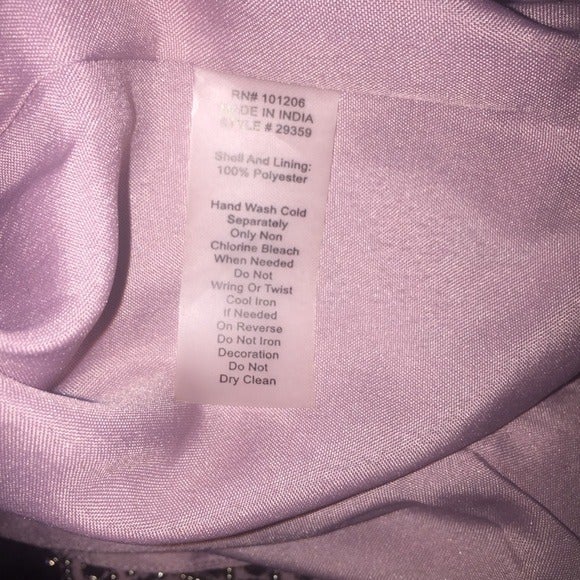 RN# 101206
MADE IN INDIA
STYLE # 29359
Shell And Lining:
100% Polyester
Hand Wash Cold
Separately
Only Non
Chlorine Bleach
When Needed
Do Not
Wring Or Twist
Cool Iron
If Needed
On Reverse
Do Not Iron
Decoration
Do Not
Dry Clean